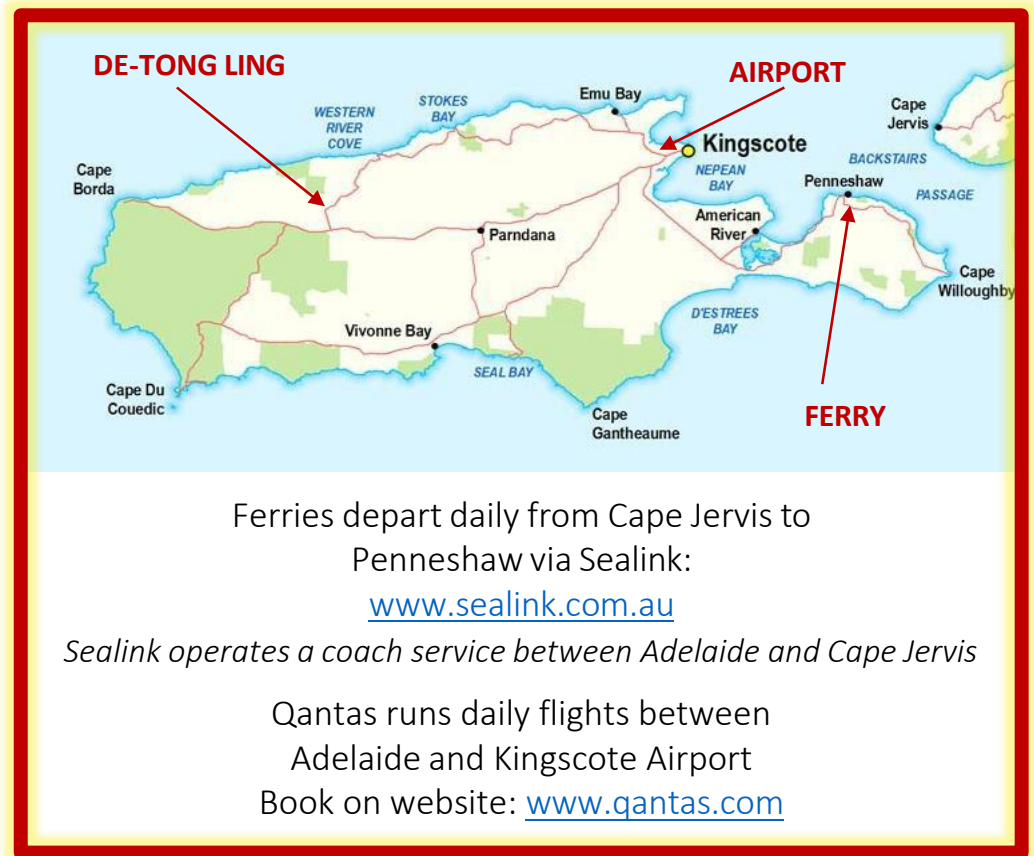 DE-TONG LING
AIRPORT
WESTERN
RIVER
COVE
STOKES
BAY
Emu Bay
Cape
Jervis
Kingscote
Cape
Borda
NEPEAN
BAY
BACKSTAIRS
PASSAGE
Penneshaw
American
River
Parndana
Cape
Willoughby
D'ESTREES
BAY
Vivonne Bay
SEAL BAY
Cape Du
Couedic
Cape
Gantheaume
FERRY
Ferries depart daily from Cape Jervis to
Penneshaw via Sealink:
www.sealink.com.au
Sealink operates a coach service between Adelaide and Cape Jervis
Qantas runs daily flights between
Adelaide and Kingscote Airport
Book on website: www.qantas.com